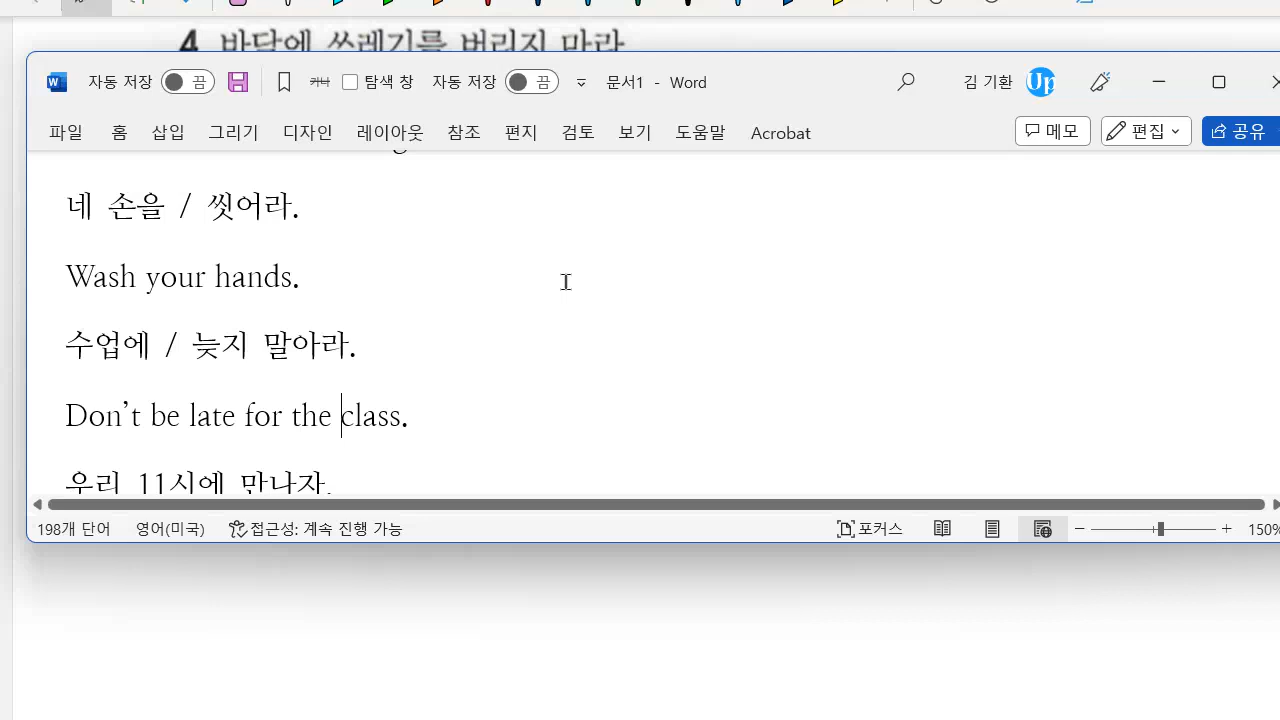 4 바닥에 쓰레기를 버리지 마라
자동 저장 끔 탐색 창 자동 저장 끔 문서1 - Word 김 기환 Up
파일 홈 삽입 그리기 디자인 레이아웃 참조 편지 검토 보기 도움말 Acrobat 메모 편집 공유
네 손을 / 씻어라.
Wash your hands.
수업에 / 늦지 말아라.
Don't be late for the class.
우리 11시에 만나자.
198개 단어 영어(미국) 접근성: 계속 진행 가능 포커스 150%